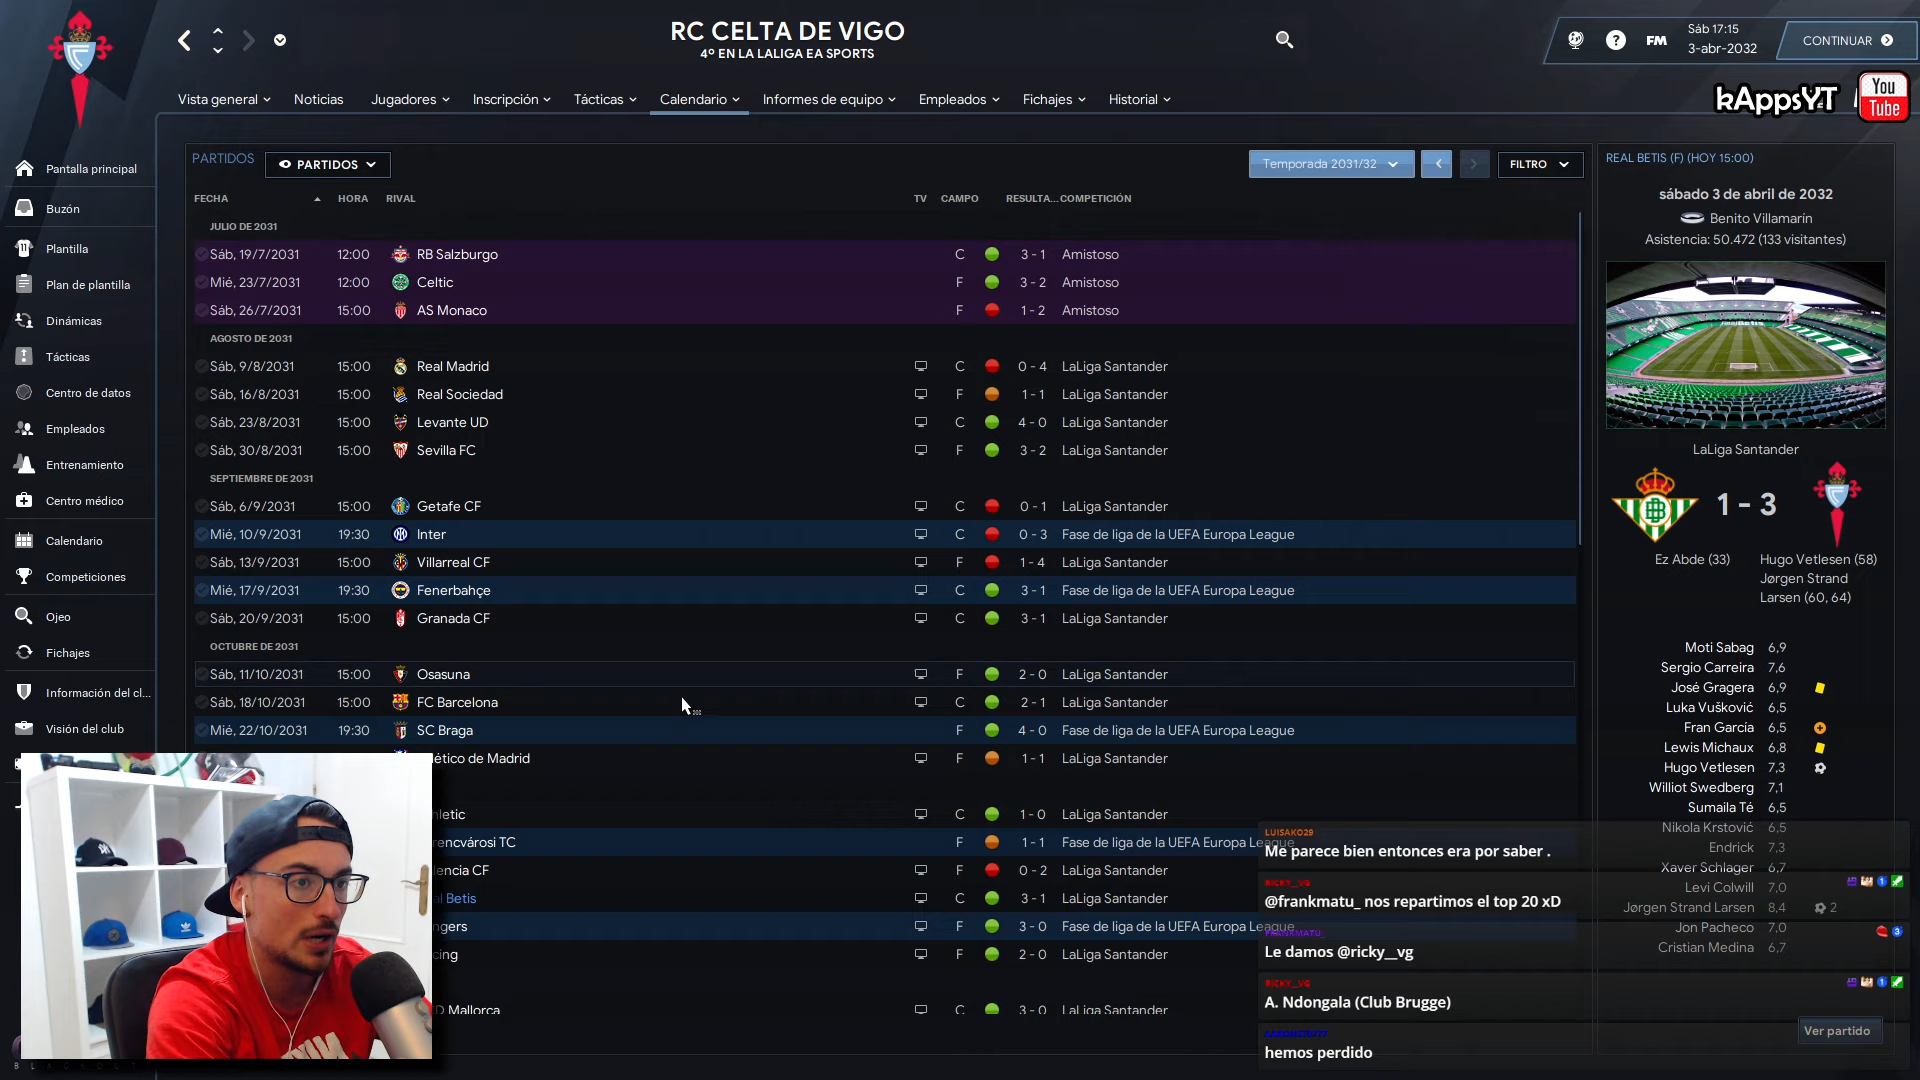 RC CELTA DE VIGO
4º EN LA LALIGA EA SPORTS
Sáb 17:15
3-abr-2032
FM
CONTINUAR
kAppsYT
You
Tube
Vista general
Noticias
Jugadores
Inscripción
Tácticas
Calendario
Informes de equipo
Empleados
Fichajes
Historial
Pantalla principal
Buzón
Plantilla
Plan de plantilla
Dinámicas
Tácticas
Centro de datos
Empleados
Entrenamiento
Centro médico
Calendario
Competiciones
Ojeo
Fichajes
Información del cl...
Visión del club
PARTIDOS
PARTIDOS
Temporada 2031/32
FILTRO
FECHA HORA RIVAL TV CAMPO RESULTA... COMPETICIÓN
JULIO DE 2031
Sáb, 19/7/2031 12:00 RB Salzburgo C 3 - 1 Amistoso
Mié, 23/7/2031 12:00 Celtic F 3 - 2 Amistoso
Sáb, 26/7/2031 15:00 AS Monaco F 1 - 2 Amistoso
AGOSTO DE 2031
Sáb, 9/8/2031 15:00 Real Madrid C 0 - 4 LaLiga Santander
Sáb, 16/8/2031 15:00 Real Sociedad F 1 - 1 LaLiga Santander
Sáb, 23/8/2031 15:00 Levante UD C 4 - 0 LaLiga Santander
Sáb, 30/8/2031 15:00 Sevilla FC F 3 - 2 LaLiga Santander
SEPTIEMBRE DE 2031
Sáb, 6/9/2031 15:00 Getafe CF C 0 - 1 LaLiga Santander
Mié, 10/9/2031 19:30 Inter C 0 - 3 Fase de liga de la UEFA Europa League
Sáb, 13/9/2031 15:00 Villarreal CF F 1 - 4 LaLiga Santander
Mié, 17/9/2031 19:30 Fenerbahçe C 3 - 1 Fase de liga de la UEFA Europa League
Sáb, 20/9/2031 15:00 Granada CF C 3 - 1 LaLiga Santander
OCTUBRE DE 2031
Sáb, 11/10/2031 15:00 Osasuna F 2 - 0 LaLiga Santander
Sáb, 18/10/2031 15:00 FC Barcelona C 2 - 1 LaLiga Santander
Mié, 22/10/2031 19:30 SC Braga F 4 - 0 Fase de liga de la UEFA Europa League
lético de Madrid F 1 - 1 LaLiga Santander
hletic C 1 - 0 LaLiga Santander
rencvárosi TC F 1 - 1 Fase de liga de la UEFA Europa League
lencia CF F 0 - 2 LaLiga Santander
al Betis C 3 - 1 LaLiga Santander
ngers F 3 - 0 Fase de liga de la UEFA Europa League
cing F 2 - 0 LaLiga Santander
D Mallorca C 3 - 0 LaLiga Santander
REAL BETIS (F) (HOY 15:00)
sábado 3 de abril de 2032
Benito Villamarín
Asistencia: 50.472 (133 visitantes)
LaLiga Santander
1 - 3
Ez Abde (33)
Hugo Vetlesen (58)
Jørgen Strand
Larsen (60, 64)
Moti Sabag 6,9
Sergio Carreira 7,6
José Gragera 6,9
Luka Vušković 6,5
Fran García 6,5
Lewis Michaux 6,8
Hugo Vetlesen 7,3
Williot Swedberg 7,1
Sumaila Té 6,5
Nikola Krstović 6,5
Endrick 7,3
Xaver Schlager 6,7
Levi Colwill 7,0
Jørgen Strand Larsen 8,4 2
Jon Pacheco 7,0
Cristian Medina 6,7
Ver partido
LUISAKO29
Me parece bien entonces era por saber .
RICKY__VG
@frankmatu_ nos repartimos el top 20 xD
FRANKMATU_
Le damos @ricky__vg
RICKY__VG
A. Ndongala (Club Brugge)
hemos perdido